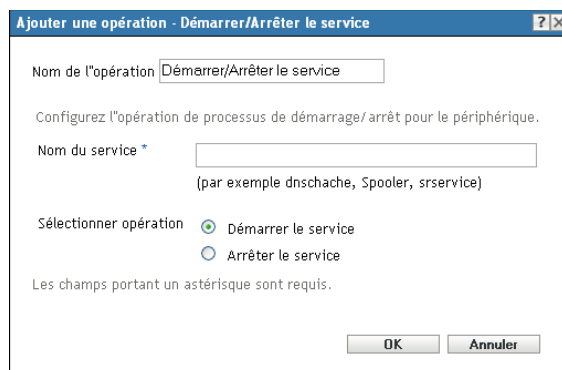 Ajouter une opération - Démarrer/Arrêter le service ? X
Nom de l"opération Démarrer/Arrêter le service
Configurez l"opération de processus de démarrage/arrêt pour le périphérique.
Nom du service *
(par exemple dnschache, Spooler, srservice)
Sélectionner opération Démarrer le service
Arrêter le service
Les champs portant un astérisque sont requis.
OK Annuler